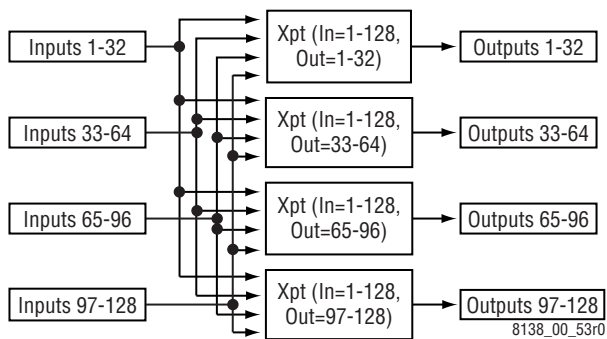 Inputs 1-32
Xpt (In=1-128,
Out=1-32)
Outputs 1-32
Inputs 33-64
Xpt (In=1-128,
Out=33-64)
Outputs 33-64
Inputs 65-96
Xpt (In=1-128,
Out=65-96)
Outputs 65-96
Inputs 97-128
Xpt (In=1-128,
Out=97-128)
Outputs 97-128
8138_00_53r0